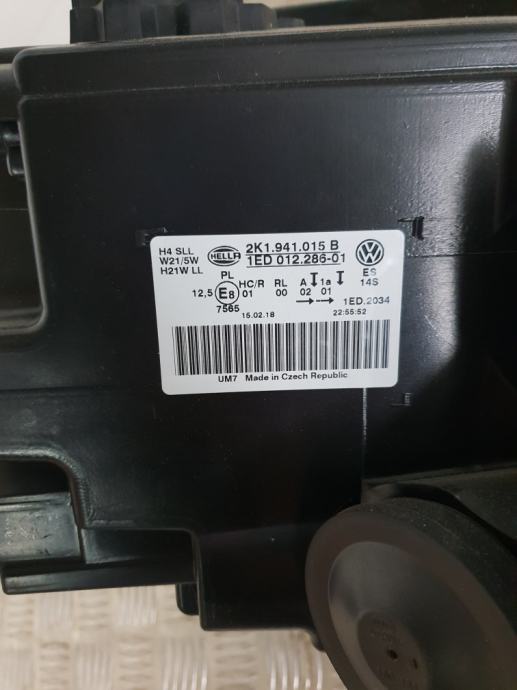 H4 SLL
W21/5W
H21W LL
HELLA
2K1.941.015 B
1ED 012.286-01
PL
ES
14S
12,5 E8 HC/R RL A 1a
01 00 02 01
7565
1ED.2034
15.02.18 22:55:52
UM7 Made in Czech Republic